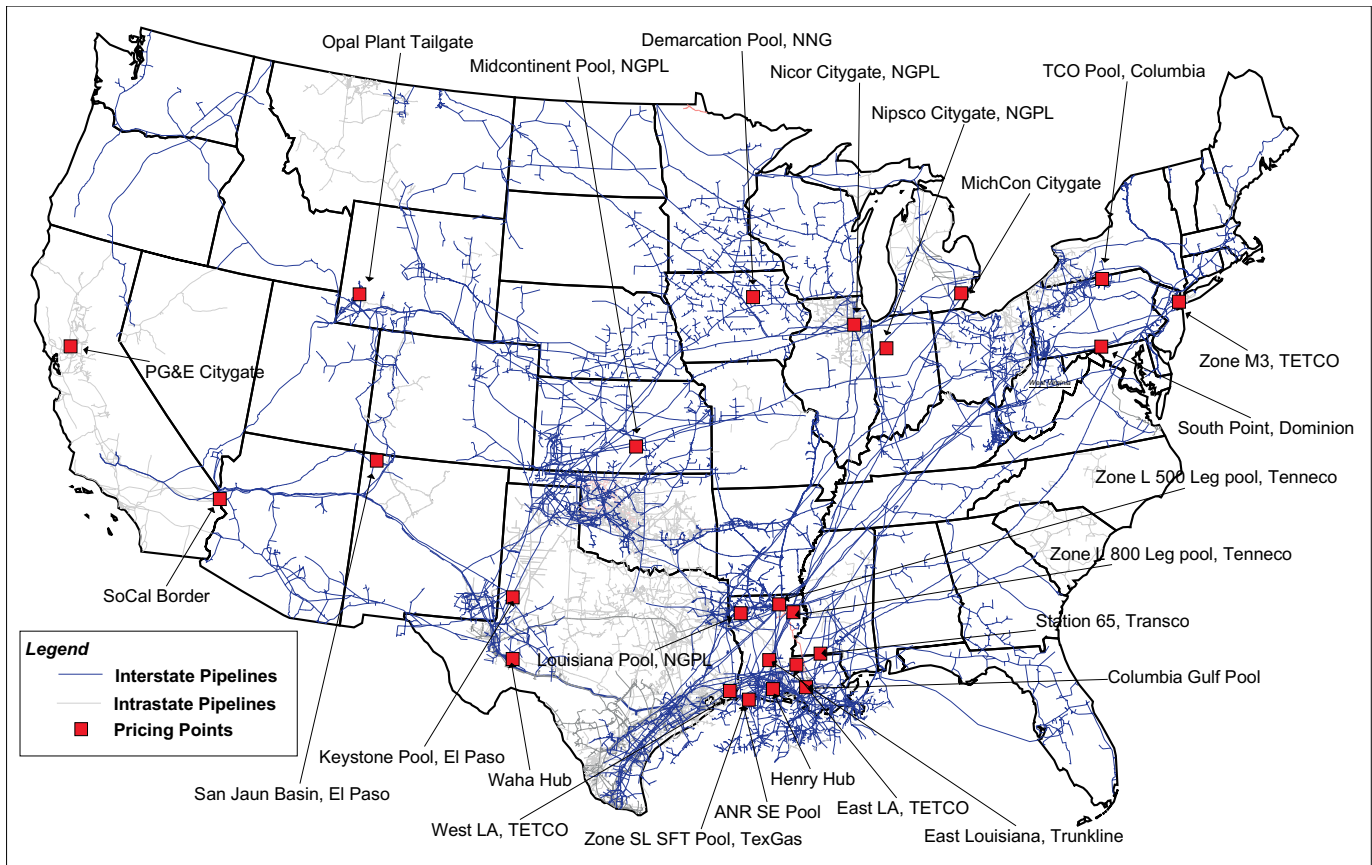 Opal Plant Tailgate
Demarcation Pool, NNG
Midcontinent Pool, NGPL
Nicor Citygate, NGPL
TCO Pool, Columbia
Nipsco Citygate, NGPL
MichCon Citygate
PG&E Citygate
Zone M3, TETCO
South Point, Dominion
Zone L 500 Leg pool, Tenneco
Zone L 800 Leg pool, Tenneco
SoCal Border
Station 65, Transco
Louisiana Pool, NGPL
Columbia Gulf Pool
Legend
Interstate Pipelines
Intrastate Pipelines
Pricing Points
Keystone Pool, El Paso
Waha Hub
Henry Hub
San Jaun Basin, El Paso
ANR SE Pool
East LA, TETCO
West LA, TETCO
Zone SL SFT Pool, TexGas
East Louisiana, Trunkline